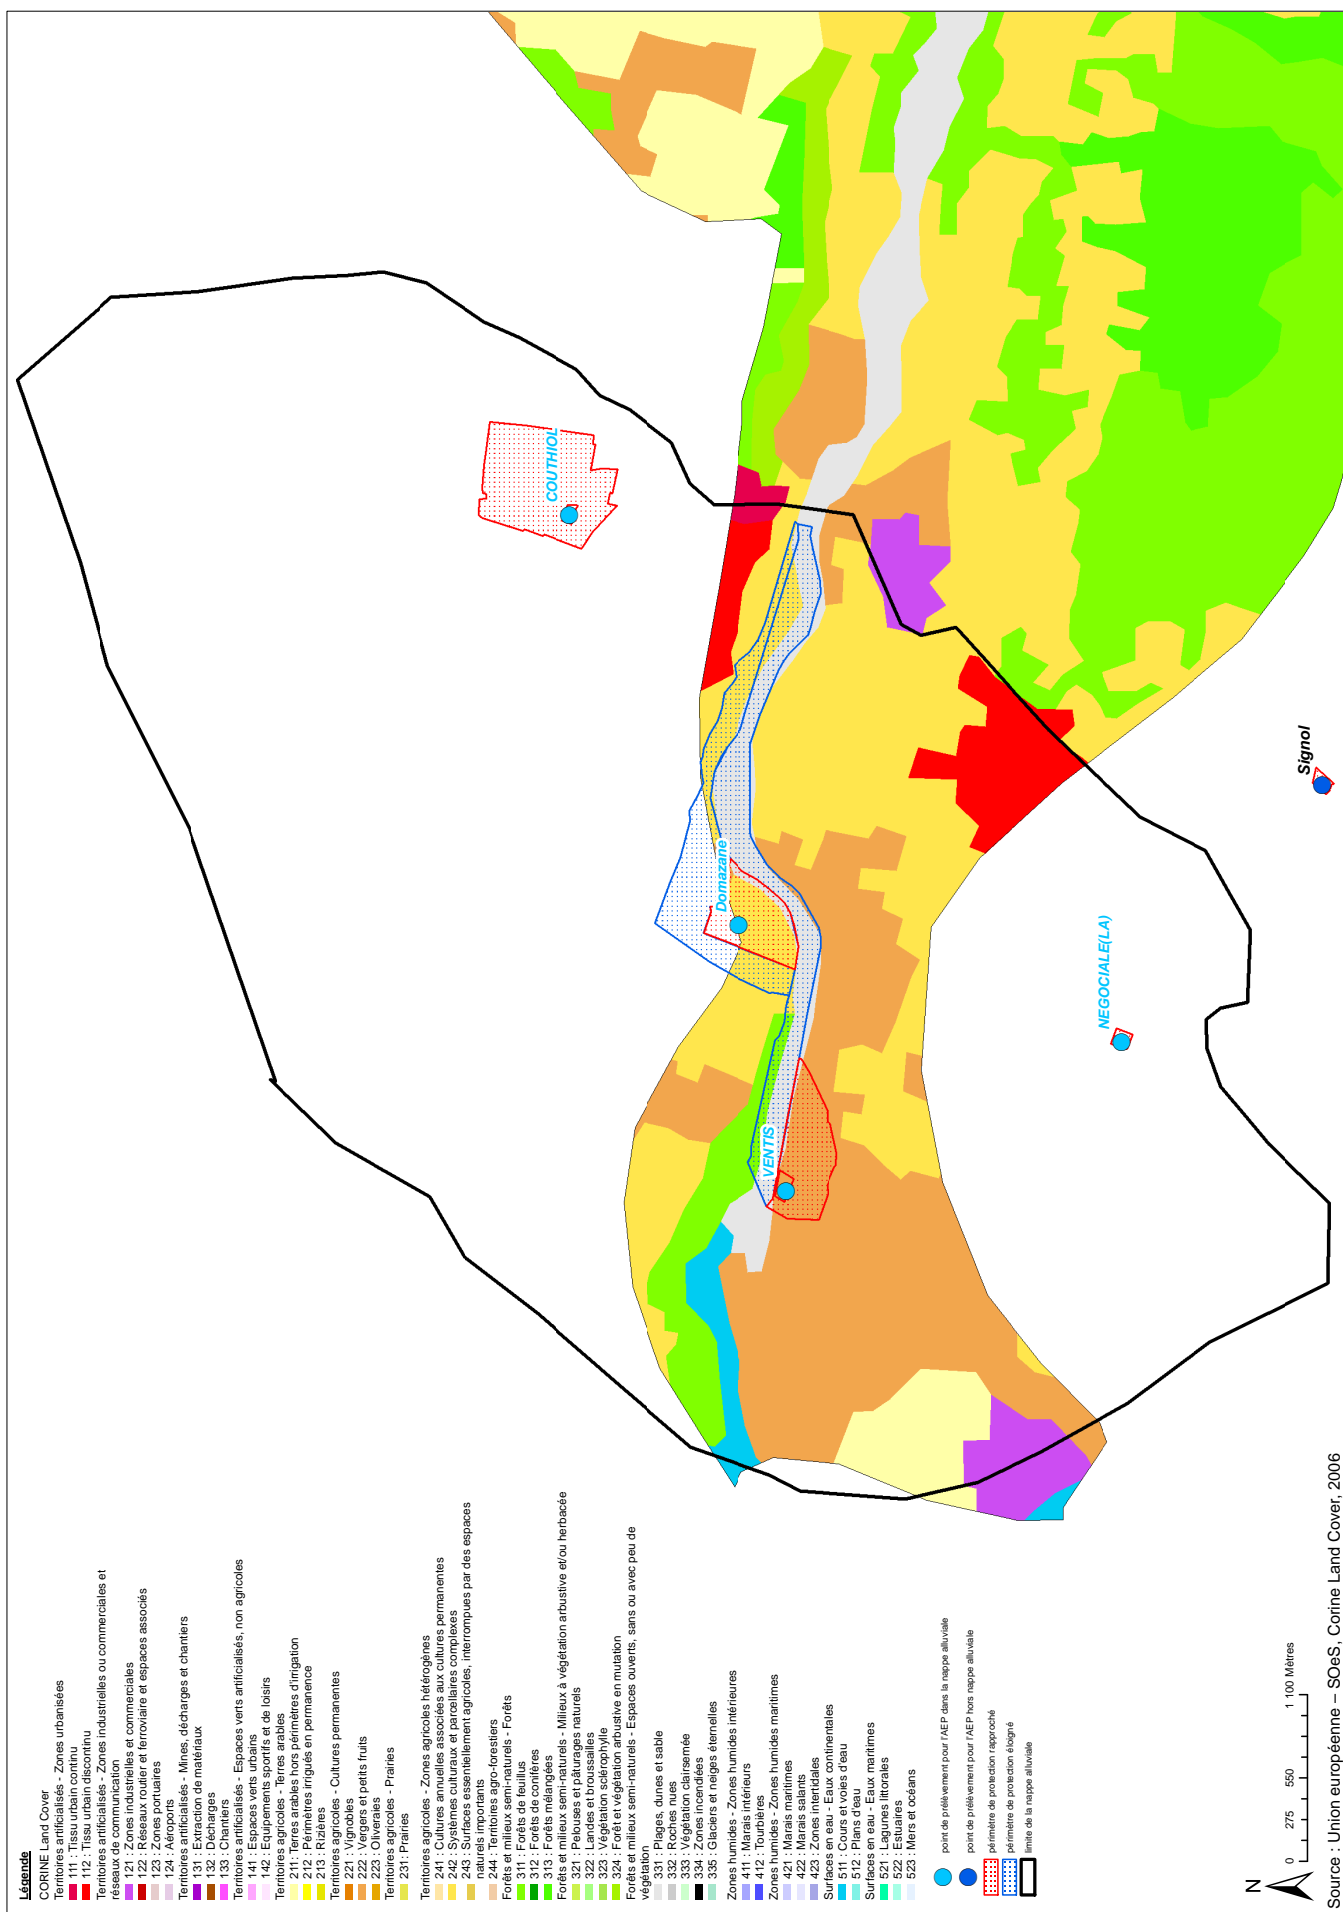 Légende
CORINE Land Cover
Territoires artificialisés - Zones urbanisées
111 : Tissu urbain continu
112 : Tissu urbain discontinu
Territoires artificialisés - Zones industrielles ou commerciales et
réseaux de communication
121 : Zones industrielles et commerciales
122 : Réseaux routier et ferroviaire et espaces associés
123 : Zones portuaires
124 : Aéroports
Territoires artificialisés - Mines, décharges et chantiers
131 : Extraction de matériaux
132 : Décharges
133 : Chantiers
Territoires artificialisés - Espaces verts artificialisés, non agricoles
141 : Espaces verts urbains
142 : Equipements sportifs et de loisirs
Territoires agricoles - Terres arables
211 : Terres arables hors périmètres d'irrigation
212 : Périmètres irrigués en permanence
213 : Rizières
Territoires agricoles - Cultures permanentes
221 : Vignobles
222 : Vergers et petits fruits
223 : Oliveraies
Territoires agricoles - Prairies
231 : Prairies
Territoires agricoles - Zones agricoles hétérogènes
241 : Cultures annuelles associées aux cultures permanentes
242 : Systèmes culturaux et parcellaires complexes
243 : Surfaces essentiellement agricoles, interrompues par des espaces
naturels importants
244 : Territoires agro-forestiers
Forêts et milieux semi-naturels - Forêts
311 : Forêts de feuillus
312 : Forêts de conifères
313 : Forêts mélangées
Forêts et milieux semi-naturels - Milieux à végétation arbustive et/ou herbacée
321 : Pelouses et pâturages naturels
322 : Landes et broussailles
323 : Végétation sclérophylle
324 : Forêt et végétation arbustive en mutation
Forêts et milieux semi-naturels - Espaces ouverts, sans ou avec peu de
végétation
331 : Plages, dunes et sable
332 : Roches nues
333 : Végétation clairsemée
334 : Zones incendiées
335 : Glaciers et neiges éternelles
Zones humides - Zones humides intérieures
411 : Marais intérieurs
412 : Tourbières
Zones humides - Zones humides maritimes
421 : Marais maritimes
422 : Marais salants
423 : Zones intertidales
Surfaces en eau - Eaux continentales
511 : Cours et voies d'eau
512 : Plans d'eau
Surfaces en eau - Eaux maritimes
521 : Lagunes littorales
522 : Estuaires
523 : Mers et océans
point de prélèvement pour l'AEP dans la nappe alluviale
point de prélèvement pour l'AEP hors nappe alluviale
périmètre de protection rapproché
périmètre de protection éloigné
limite de la nappe alluviale
COUTHIOL
Domazane
VENTIS
NEGOCIALE(LA)
Signol
N
0 275 550 1 100 Mètres
Source : Union européenne – SOeS, Corine Land Cover, 2006